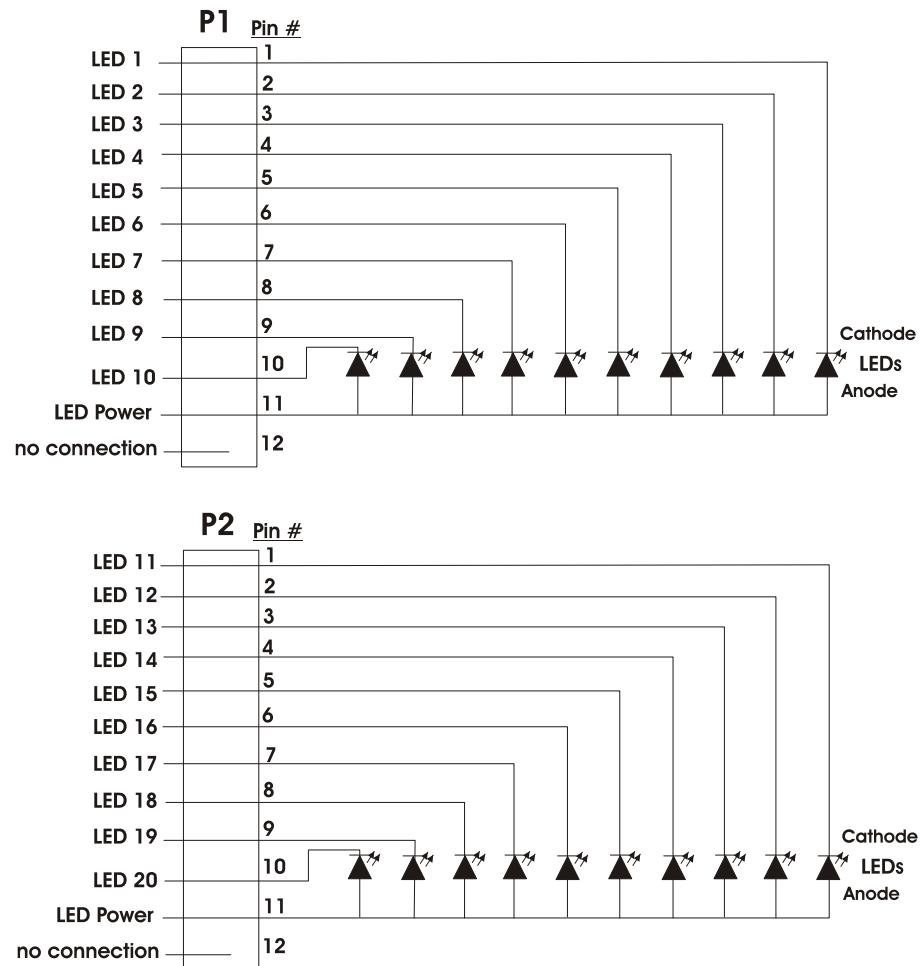 P1 Pin #
LED 1 1
LED 2 2
LED 3 3
LED 4 4
LED 5 5
LED 6 6
LED 7 7
LED 8 8
LED 9 9
Cathode
LED 10 10
LEDs
Anode
LED Power 11
no connection 12
P2 Pin #
LED 11 1
LED 12 2
LED 13 3
LED 14 4
LED 15 5
LED 16 6
LED 17 7
LED 18 8
LED 19 9
Cathode
LED 20 10
LEDs
Anode
LED Power 11
no connection 12